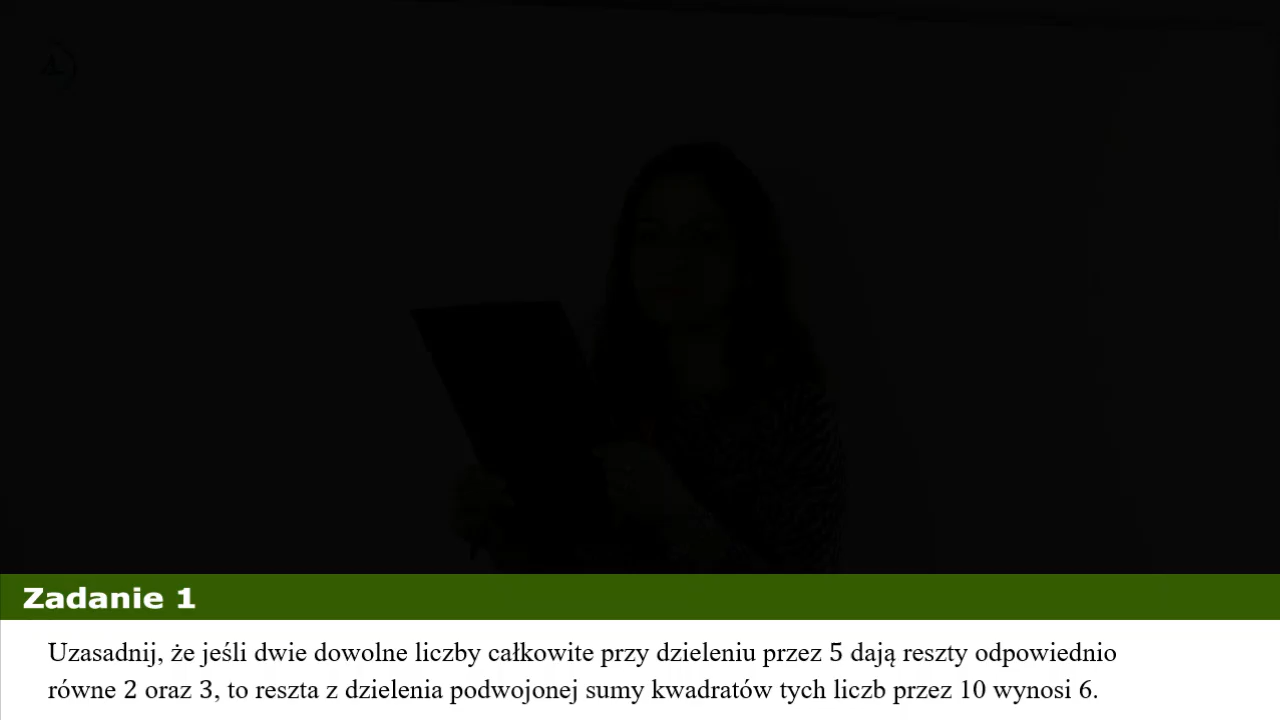 Zadanie 1
Uzasadnij, że jeśli dwie dowolne liczby całkowite przy dzieleniu przez 5 dają reszty odpowiednio
równe 2 oraz 3, to reszta z dzielenia podwojonej sumy kwadratów tych liczb przez 10 wynosi 6.